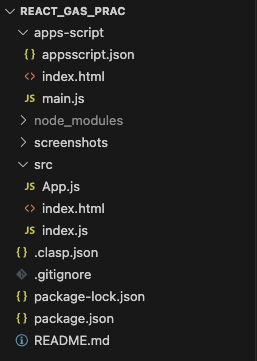 REACT_GAS_PRAC
apps-script
{} appsscript.json
<> index.html
JS main.js
node_modules
screenshots
src
JS App.js
<> index.html
JS index.js
{} .clasp.json
.gitignore
{} package-lock.json
{} package.json
README.md